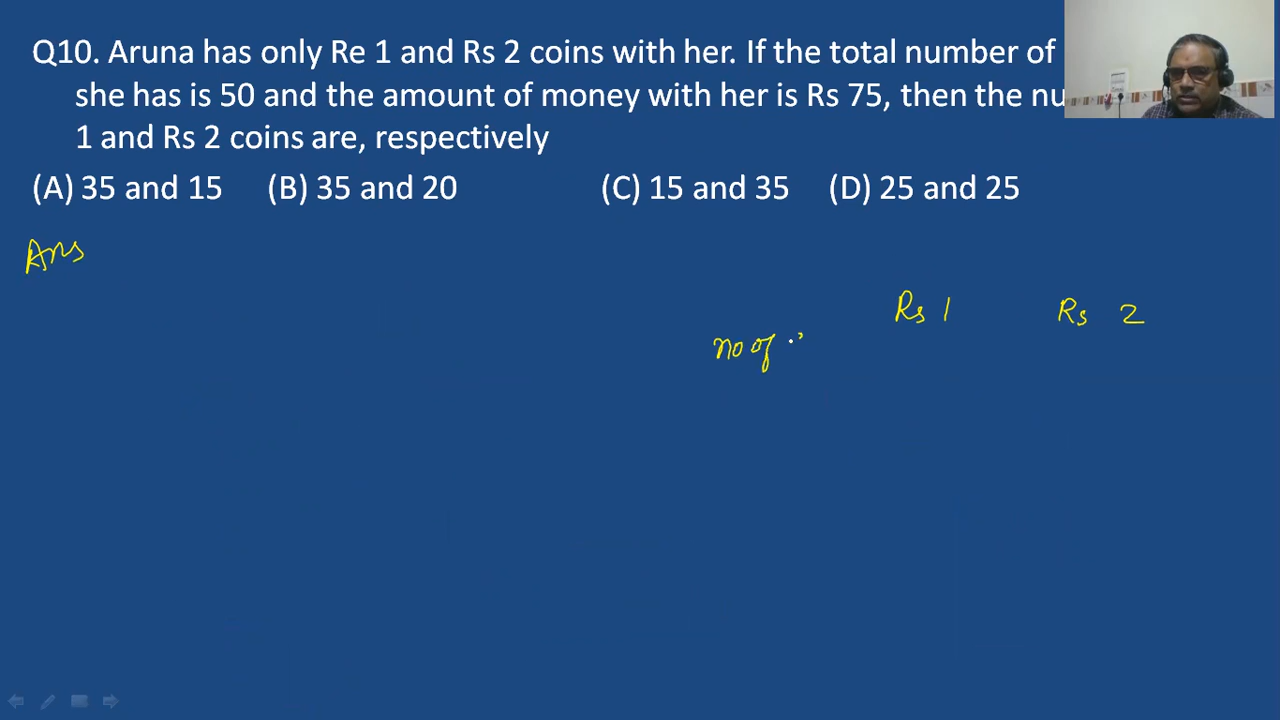 Q10. Aruna has only Re 1 and Rs 2 coins with her. If the total number of
she has is 50 and the amount of money with her is Rs 75, then the nu
1 and Rs 2 coins are, respectively
(A) 35 and 15 (B) 35 and 20 (C) 15 and 35 (D) 25 and 25
Ans
Rs 1 Rs 2
no of